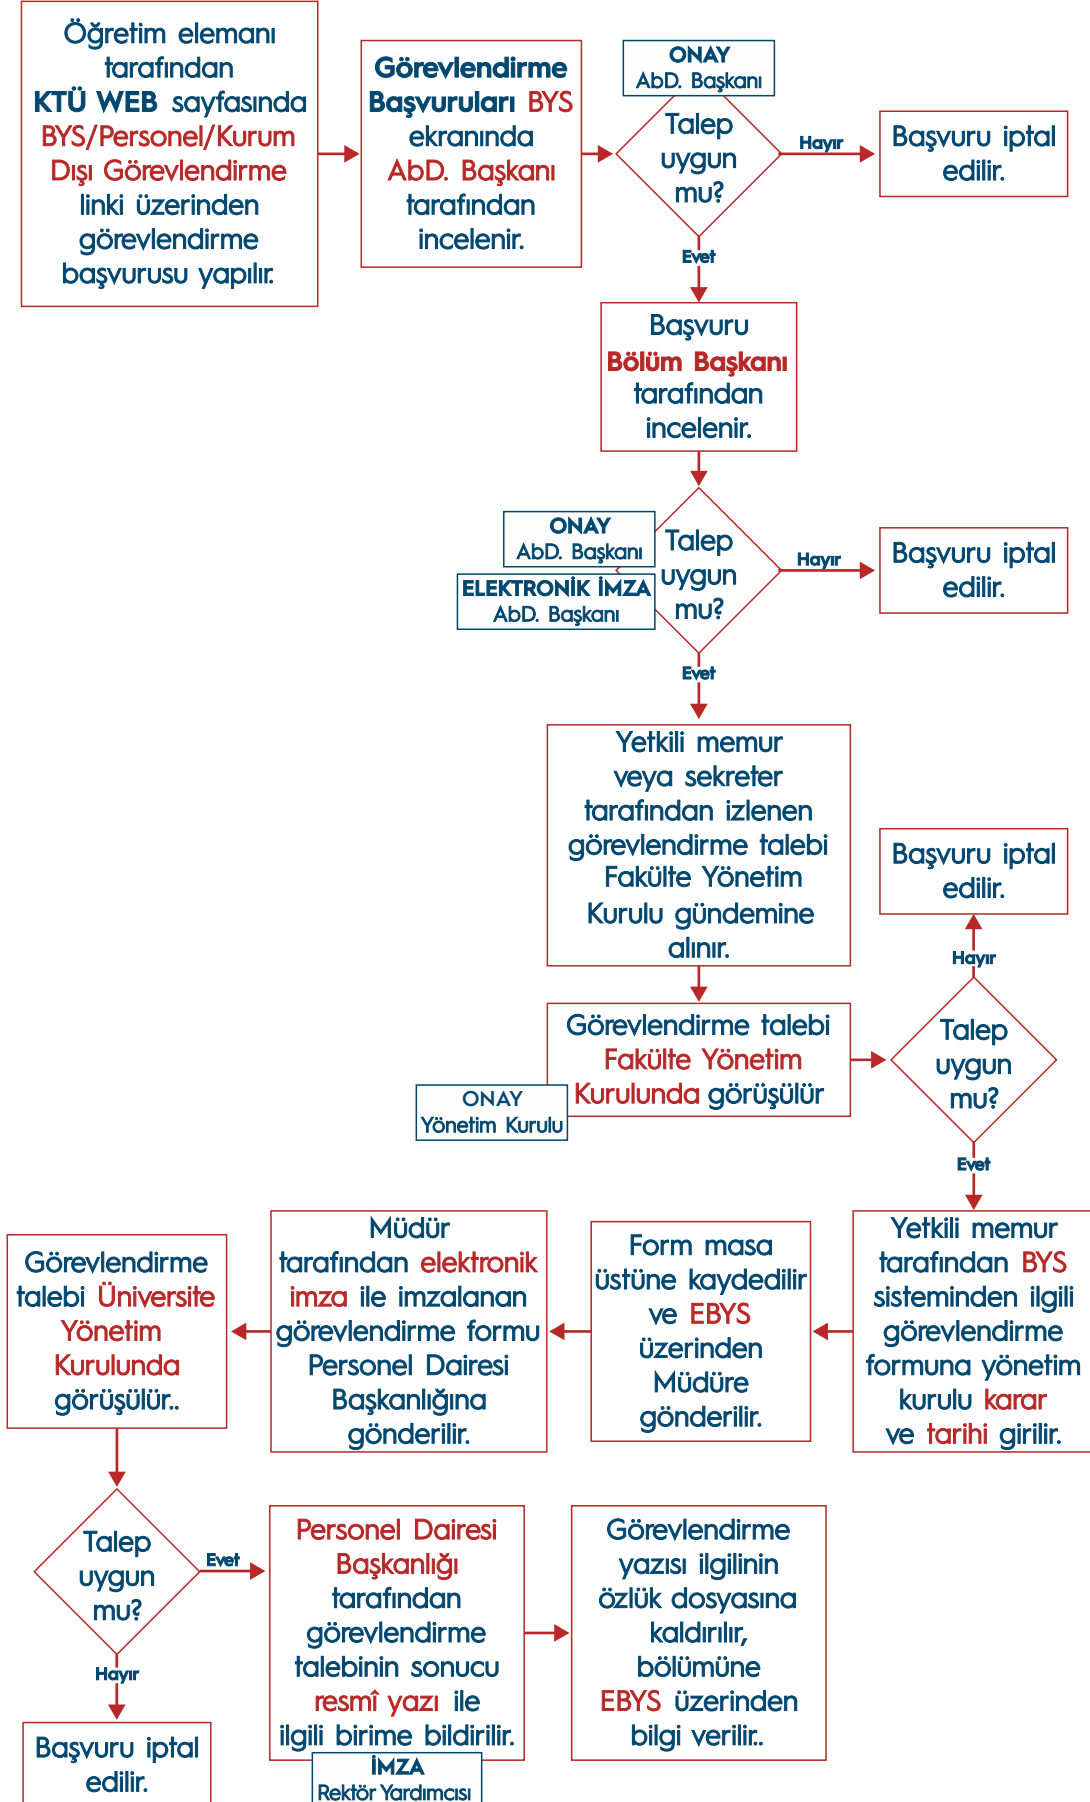 Öğretim elemanı
tarafından
KTÜ WEB sayfasında
BYS/Personel/Kurum
Dışı Görevlendirme
linki üzerinden
görevlendirme
başvurusu yapılır.
Görevlendirme
Başvuruları BYS
ekranında
AbD. Başkanı
tarafından
incelenir.
ONAY
AbD. Başkanı
Talep
uygun
mu?
Hayır
Başvuru iptal
edilir.
Evet
Başvuru
Bölüm Başkanı
tarafından
incelenir.
ONAY
AbD. Başkanı
ELEKTRONİK İMZA
AbD. Başkanı
Talep
uygun
mu?
Hayır
Başvuru iptal
edilir.
Evet
Yetkili memur
veya sekreter
tarafından izlenen
görevlendirme talebi
Fakülte Yönetim
Kurulu gündemine
alınır.
Görevlendirme talebi
Fakülte Yönetim
Kurulunda görüşülür
ONAY
Yönetim Kurulu
Talep
uygun
mu?
Hayır
Başvuru iptal
edilir.
Evet
Yetkili memur
tarafından BYS
sisteminden ilgili
görevlendirme
formuna yönetim
kurulu karar
ve tarihi girilir.
Form masa
üstüne kaydedilir
ve EBYS
üzerinden
Müdüre
gönderilir.
Müdür
tarafından elektronik
imza ile imzalanan
görevlendirme formu
Personel Dairesi
Başkanlığına
gönderilir.
Görevlendirme
talebi Üniversite
Yönetim
Kurulunda
görüşülür..
Talep
uygun
mu?
Hayır
Başvuru iptal
edilir.
Evet
Personel Dairesi
Başkanlığı
tarafından
görevlendirme
talebinin sonucu
resmî yazı ile
ilgili birime bildirilir.
İMZA
Rektör Yardımcısı
Görevlendirme
yazısı ilgilinin
özlük dosyasına
kaldırılır,
bölümüne
EBYS üzerinden
bilgi verilir..